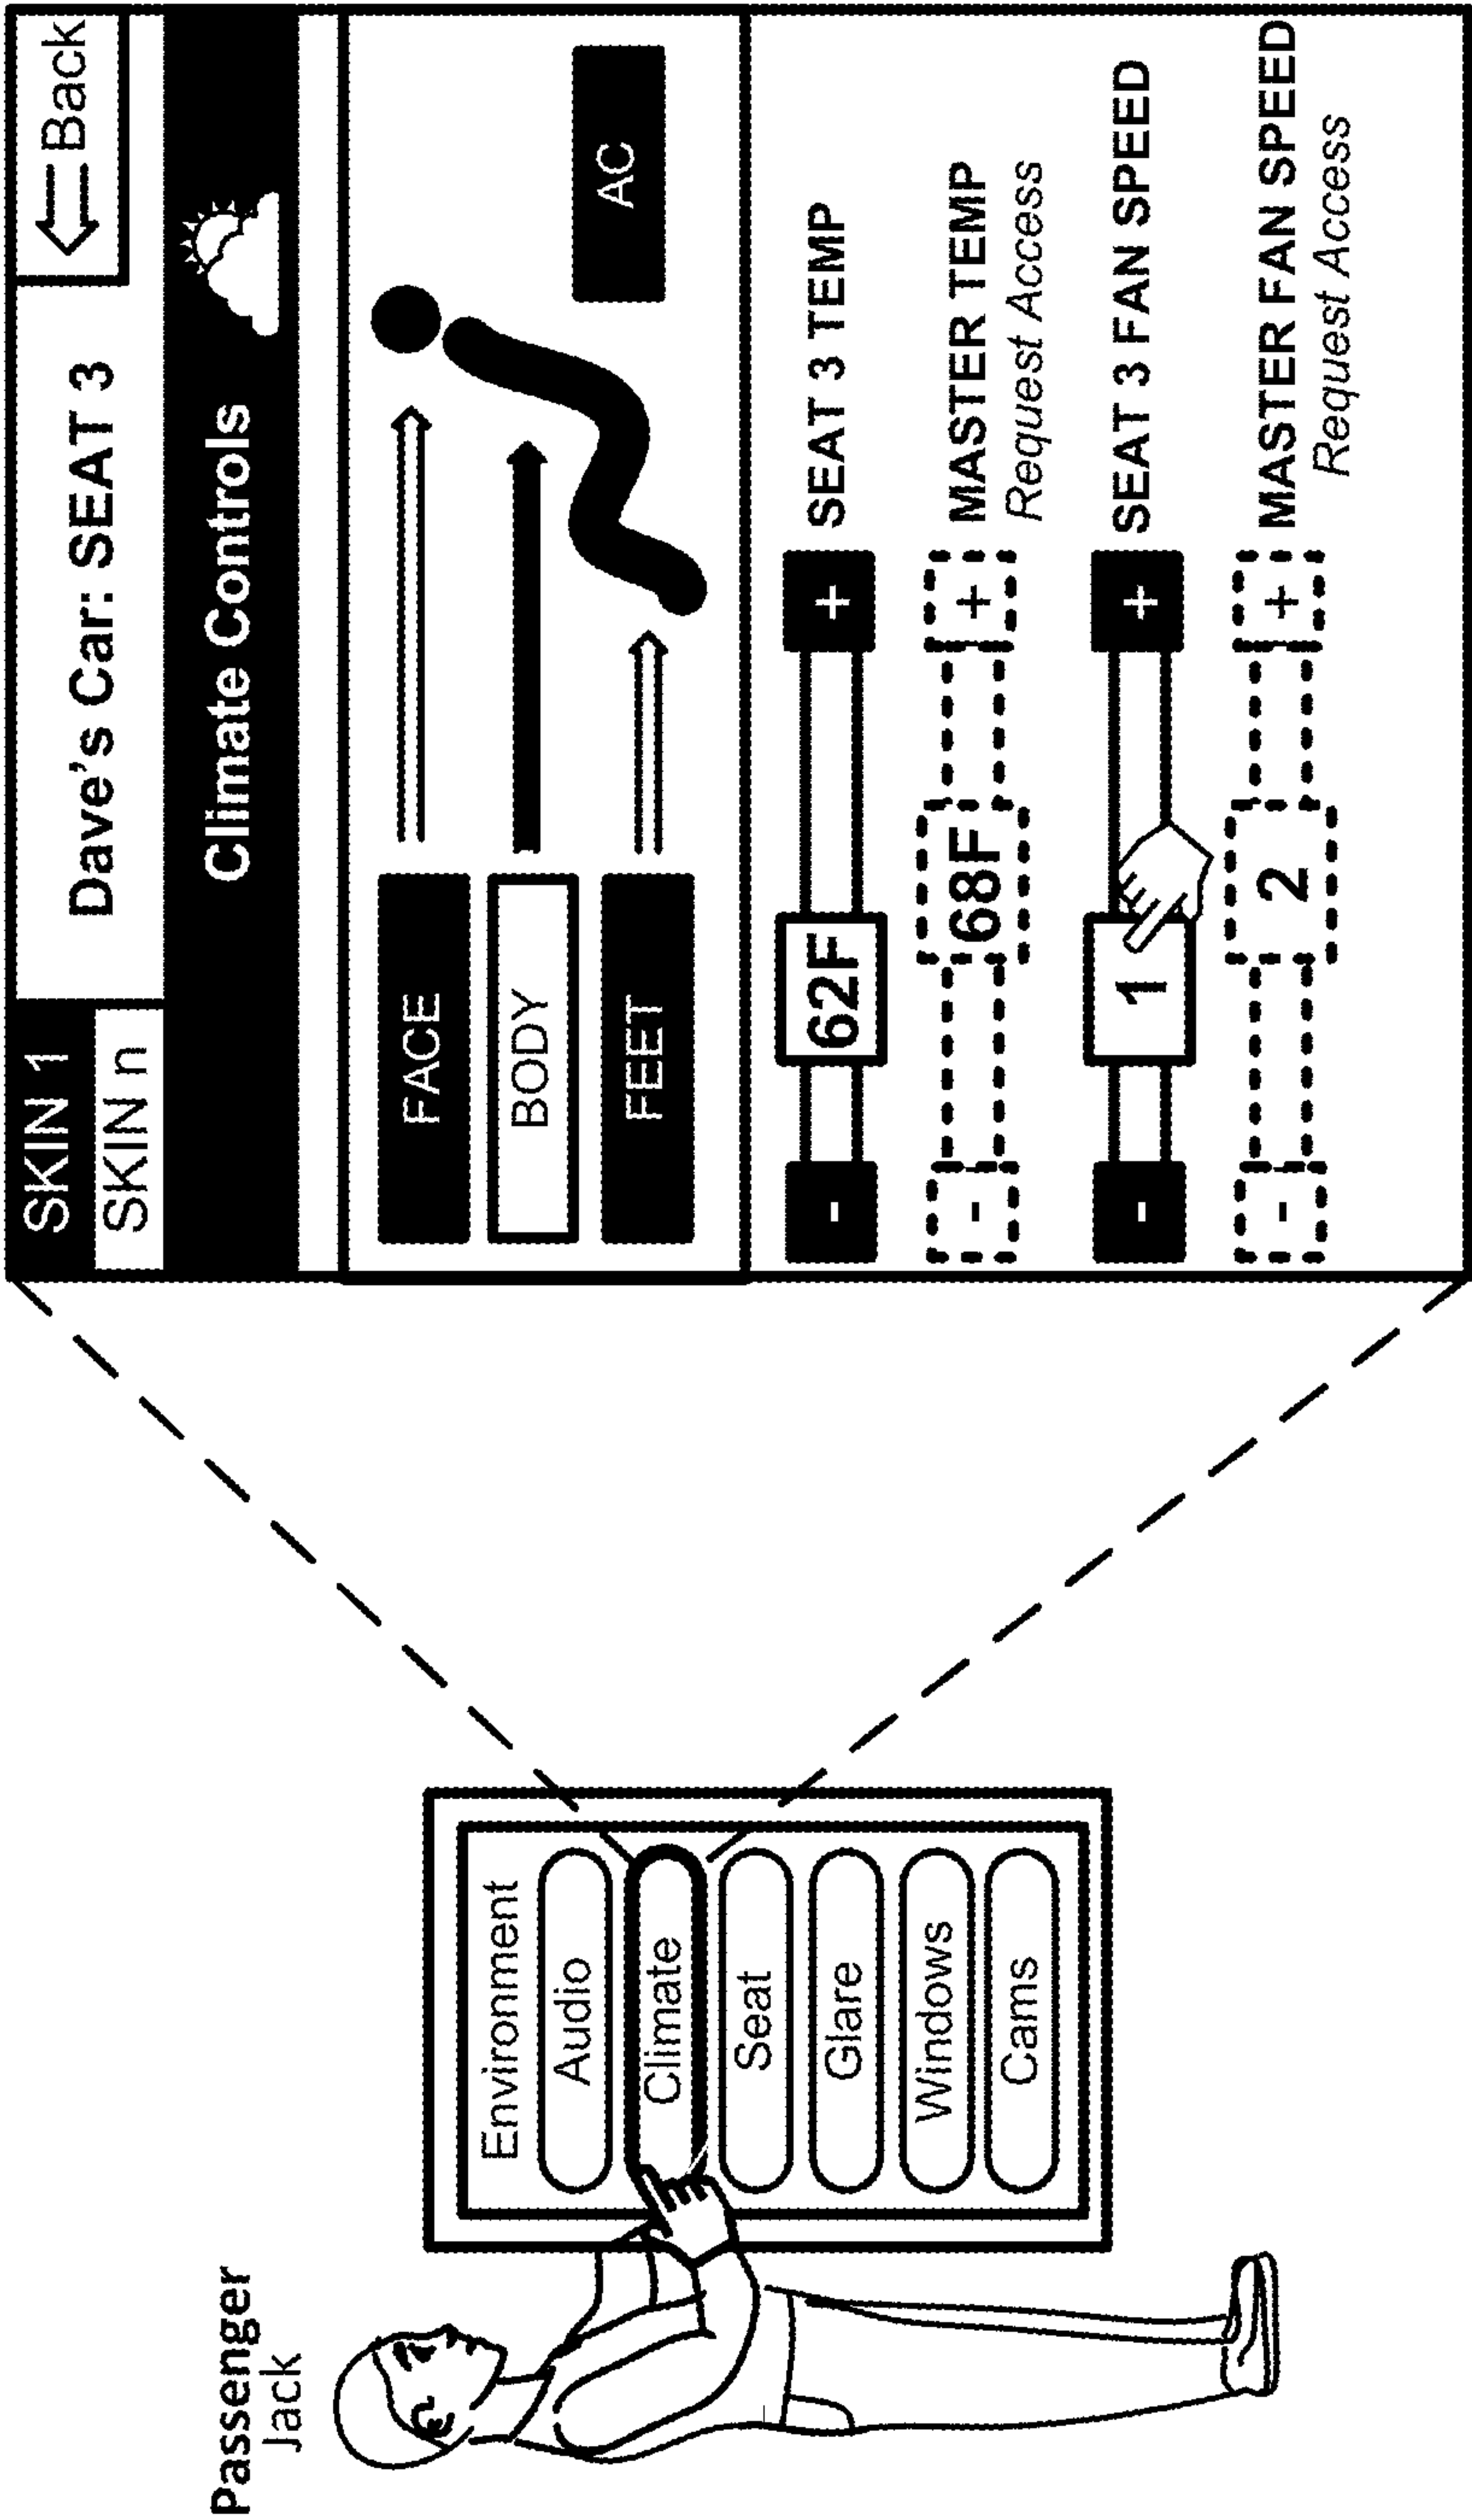 Passenger
Jack
Environment
Audio
Climate
Seat
Glare
Windows
Cams
SKIN 1
SKIN n
Dave's Car: SEAT 3
Back
Climate Controls
FACE
BODY
FEET
AC
- 62F + SEAT 3 TEMP
- 68F + MASTER TEMP
Request Access
- 1 + SEAT 3 FAN SPEED
- 2 + MASTER FAN SPEED
Request Access